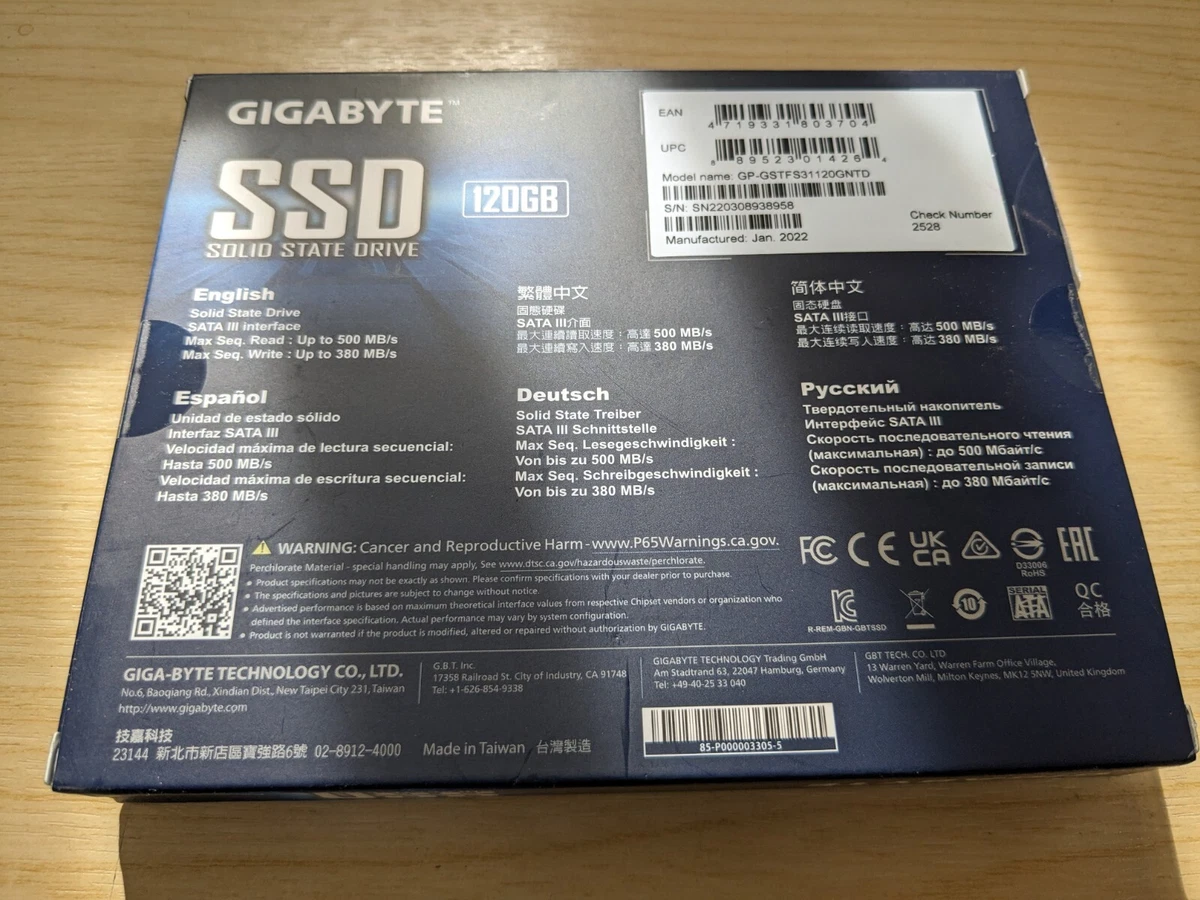 GIGABYTE™
SSD
SOLID STATE DRIVE
120GB
EAN
4719331803704
UPC
889523014264
Model name: GP-GSTFS31120GNTD
S/N: SN220308938958
Manufactured: Jan. 2022
Check Number
2528
English
Solid State Drive
SATA III interface
Max Seq. Read : Up to 500 MB/s
Max Seq. Write : Up to 380 MB/s
繁體中文
固態硬碟
SATA III介面
最大連續讀取速度：高達 500 MB/s
最大連續寫入速度：高達 380 MB/s
简体中文
固态硬盘
SATA III接口
最大连续读取速度：高达 500 MB/s
最大连续写人速度：高达 380 MB/s
Español
Unidad de estado sólido
Interfaz SATA III
Velocidad máxima de lectura secuencial:
Hasta 500 MB/s
Velocidad máxima de escritura secuencial:
Hasta 380 MB/s
Deutsch
Solid State Treiber
SATA III Schnittstelle
Max Seq. Lesegeschwindigkeit :
Von bis zu 500 MB/s
Max Seq. Schreibgeschwindigkeit :
Von bis zu 380 MB/s
Русский
Твердотельный накопитель
Интерфейс SATA III
Скорость последовательного чтения
(максимальная) : до 500 Мбайт/с
Скорость последовательной записи
(максимальная) : до 380 Мбайт/с
WARNING: Cancer and Reproductive Harm - www.P65Warnings.ca.gov.
Perchlorate Material - special handling may apply, See www.dtsc.ca.gov/hazardouswaste/perchlorate.
• Product specifications may not be exactly as shown. Please confirm specifications with your dealer prior to purchase.
• The specifications and pictures are subject to change without notice.
• Advertised performance is based on maximum theoretical interface values from respective Chipset vendors or organization who
defined the interface specification. Actual performance may vary by system configuration.
• Product is not warranted if the product is modified, altered or repaired without authorization by GIGABYTE.
FC CE UK
CA
D33006
RoHS
EAC
R-REM-GBN-GBTSSD
10
SERIAL
ATA
QC
合格
GIGA-BYTE TECHNOLOGY CO., LTD.
No.6, Baoqiang Rd., Xindian Dist., New Taipei City 231, Taiwan
http://www.gigabyte.com
G.B.T. Inc.
17358 Railroad St. City of Industry, CA 91748
Tel: +1-626-854-9338
GIGABYTE TECHNOLOGY Trading GmbH
Am Stadtrand 63, 22047 Hamburg, Germany
Tel: +49-40-25 33 040
GBT TECH. CO. LTD
13 Warren Yard, Warren Farm Office Village,
Wolverton Mill, Milton Keynes, MK12 5NW, United Kingdom
技嘉科技
23144 新北市新店區寶強路6號 02-8912-4000
Made in Taiwan 台灣製造
85-P000003305-5